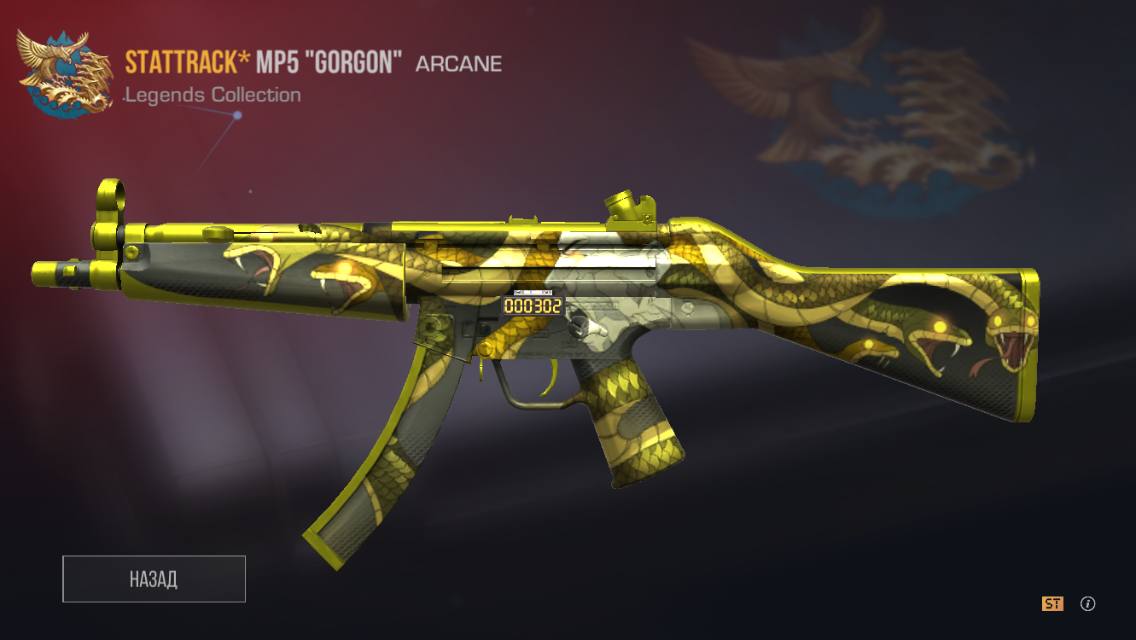 STATTRACK* MP5 "GORGON" ARCANE
Legends Collection
000302
НАЗАД
ST
i